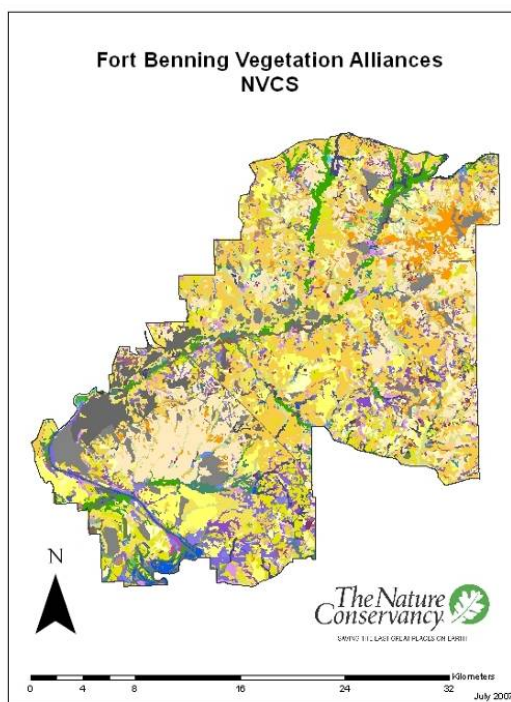 Fort Benning Vegetation Alliances
NVCS
N
The Nature
Conservancy
SAVING THE LAST GREAT PLACES ON EARTH
Kilometers
0 4 8 16 24 32
July 2007